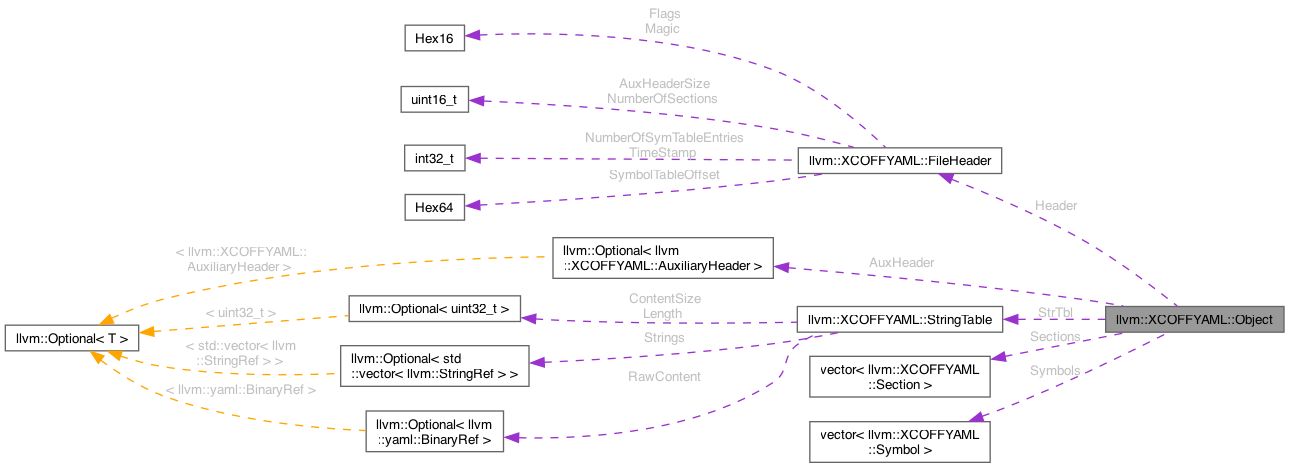 Flags
Magic
Hex16
AuxHeaderSize
NumberOfSections
uint16_t
NumberOfSymTableEntries
TimeStamp
int32_t
llvm::XCOFFYAML::FileHeader
SymbolTableOffset
Hex64
Header
< llvm::XCOFFYAML::
AuxiliaryHeader >
llvm::Optional< llvm
::XCOFFYAML::AuxiliaryHeader >
AuxHeader
< uint32_t >
llvm::Optional< uint32_t >
ContentSize
Length
llvm::XCOFFYAML::StringTable
StrTbl
llvm::XCOFFYAML::Object
llvm::Optional< T >
< std::vector< llvm
::StringRef > >
llvm::Optional< std
::vector< llvm::StringRef > >
Strings
Sections
vector< llvm::XCOFFYAML
::Section >
< llvm::yaml::BinaryRef >
RawContent
Symbols
llvm::Optional< llvm
::yaml::BinaryRef >
vector< llvm::XCOFFYAML
::Symbol >